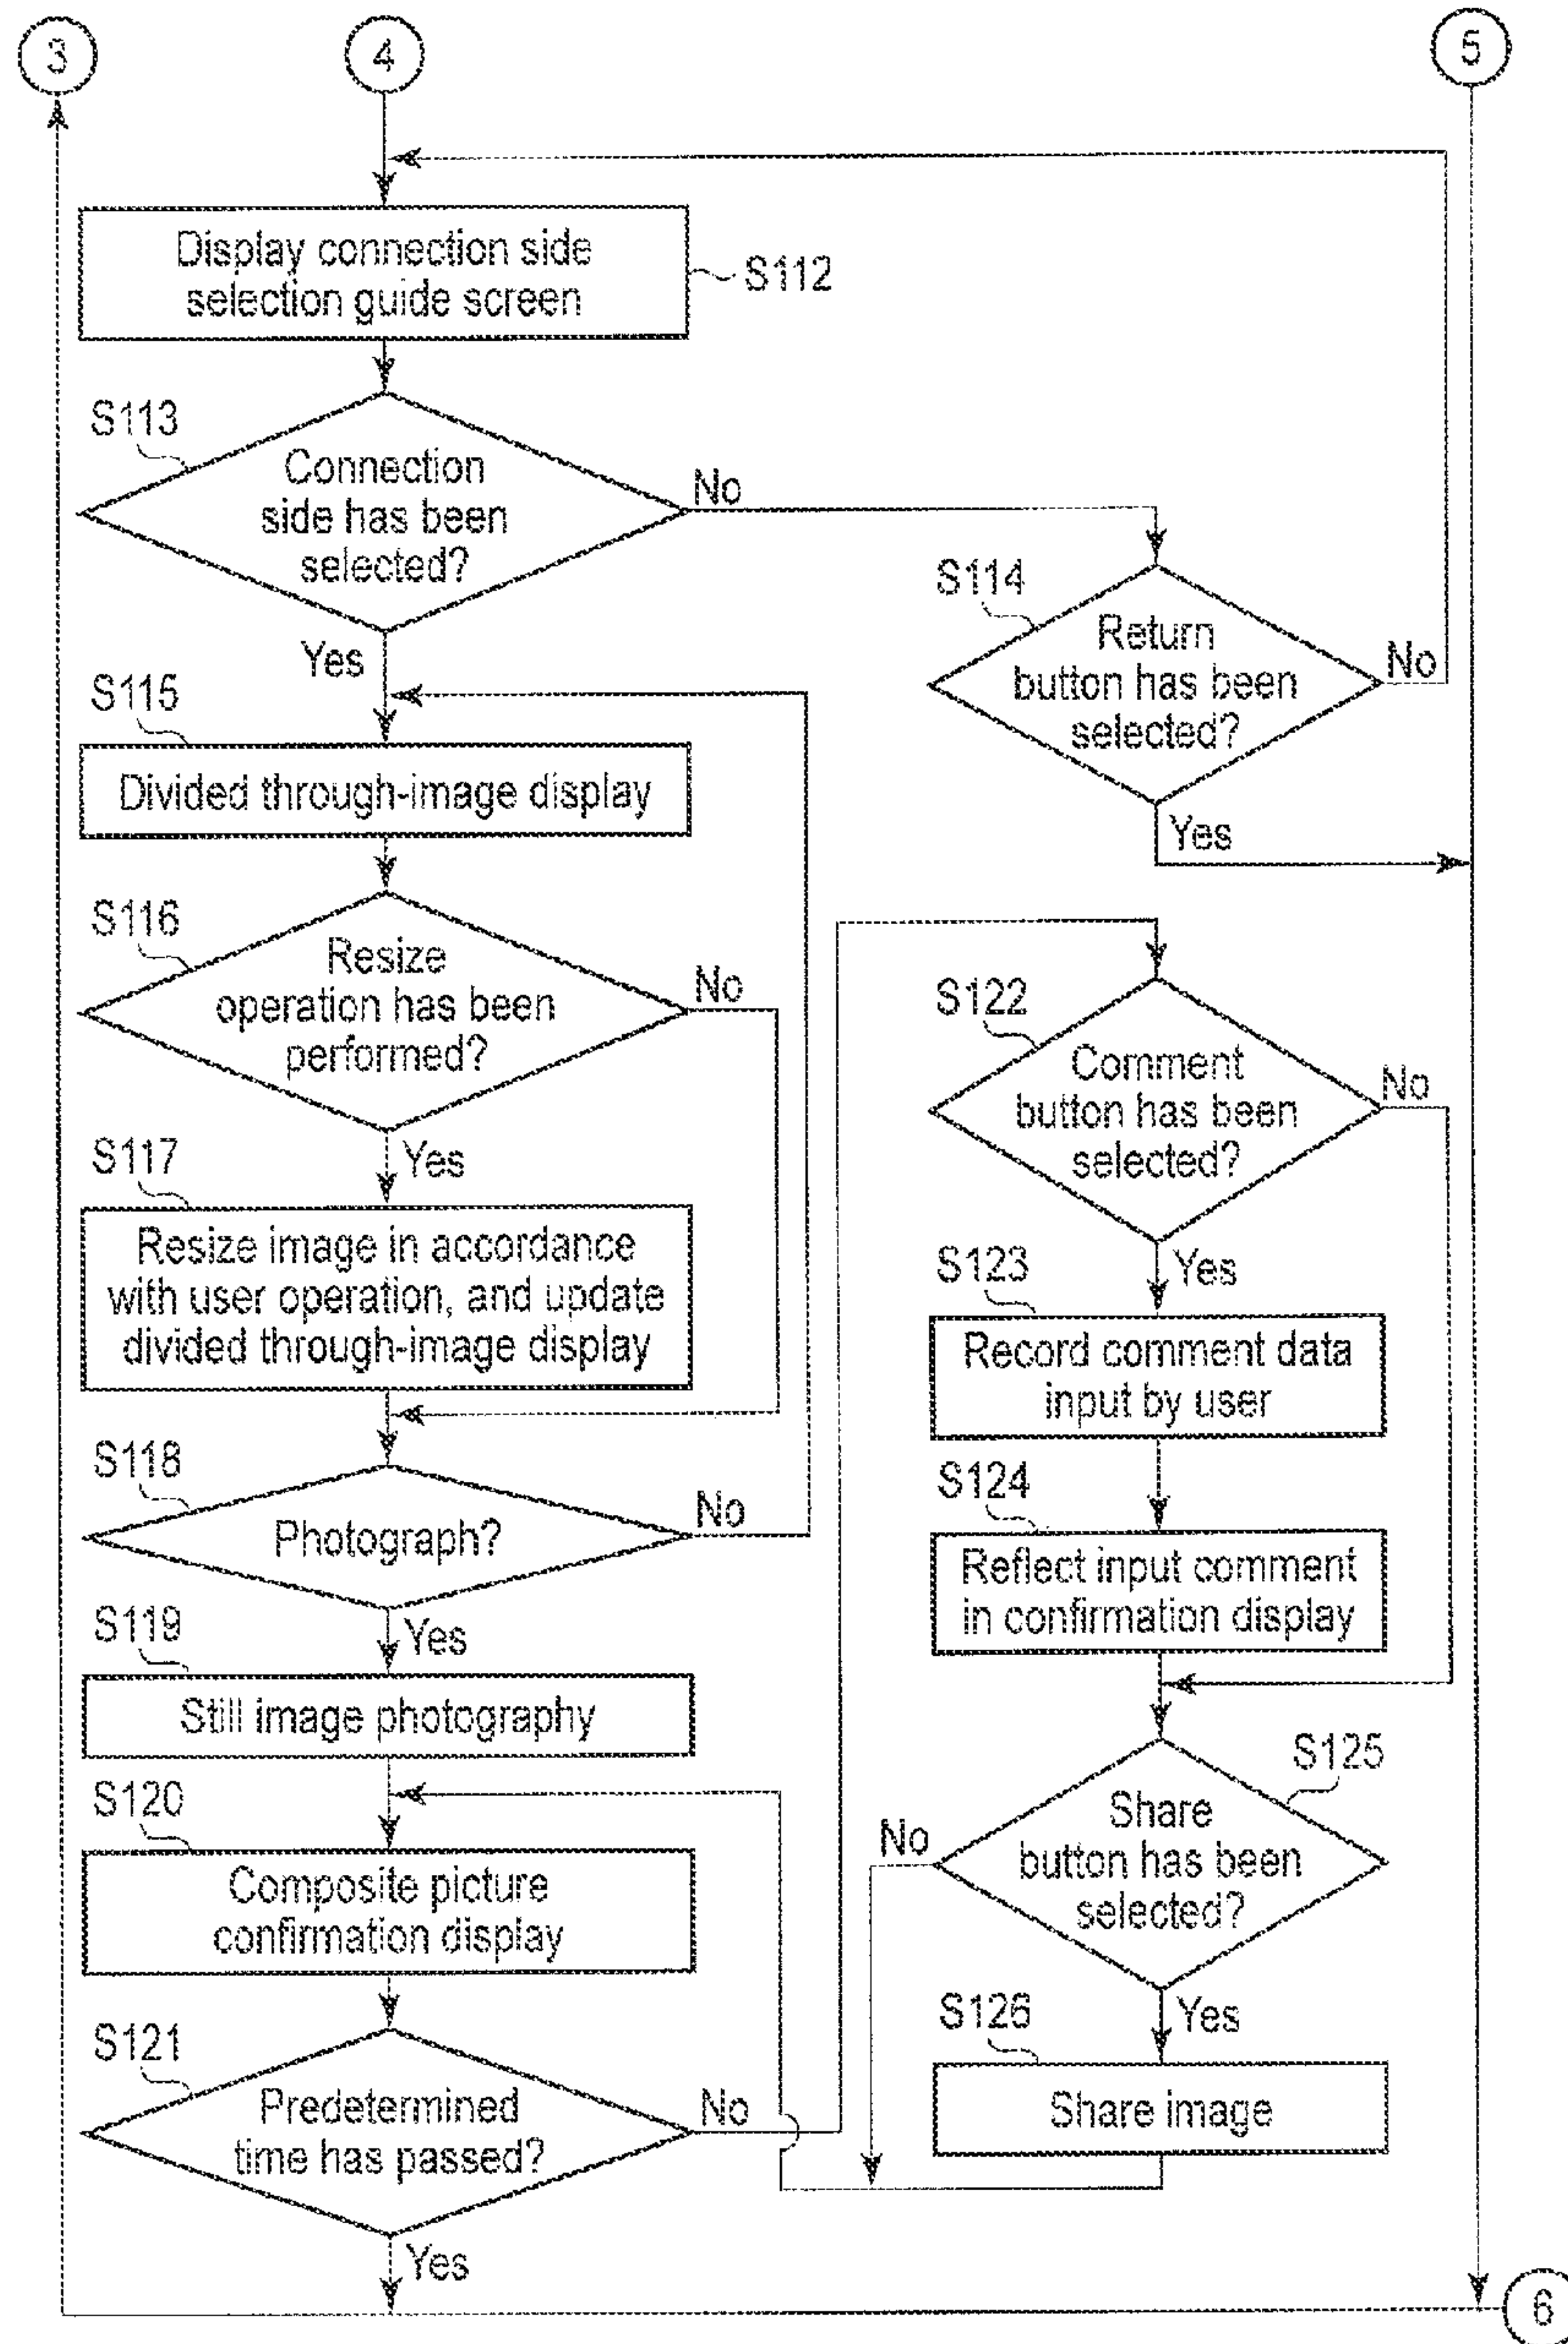 3
4
5
Display connection side
selection guide screen
S112
S113
Connection
side has been
selected?
No
Yes
S114
Return
button has been
selected?
No
Yes
S115
Divided through-image display
S116
Resize
operation has been
performed?
No
Yes
S117
Resize image in accordance
with user operation, and update
divided through-image display
S118
Photograph?
No
Yes
S119
Still image photography
S120
Composite picture
confirmation display
S121
Predetermined
time has passed?
No
Yes
S122
Comment
button has been
selected?
No
Yes
S123
Record comment data
input by user
S124
Reflect input comment
in confirmation display
S125
Share
button has been
selected?
No
Yes
S126
Share image
6